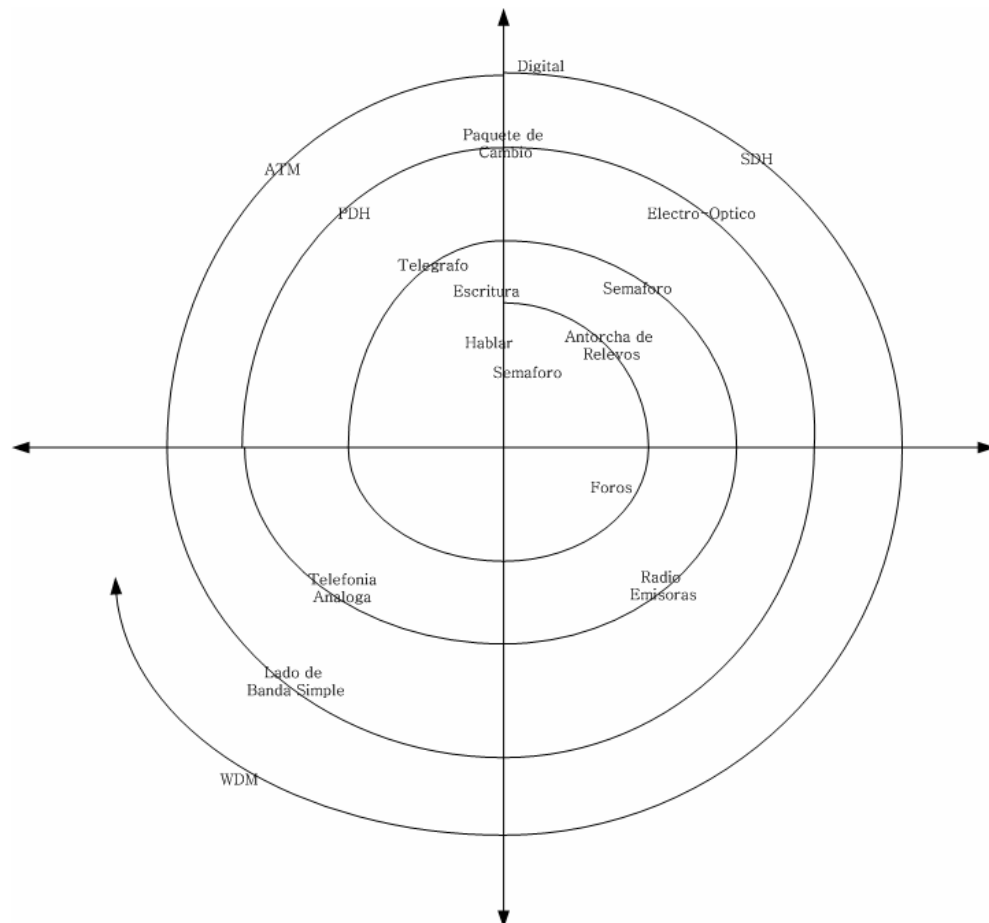 Digital
Paquete de
Cambio
ATM
SDH
PDH
Electro-Optico
Telegrafo
Escritura
Semaforo
Hablar
Antorcha de
Relevos
Semaforo
Foros
Telefonia
Analoga
Radio
Emisoras
Lado de
Banda Simple
WDM